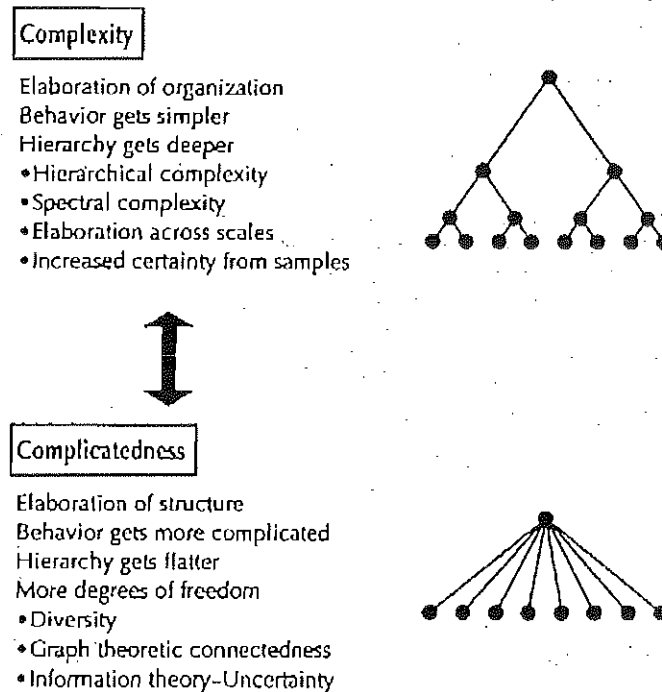 Complexity
Elaboration of organization
Behavior gets simpler
Hierarchy gets deeper
•Hierarchical complexity
•Spectral complexity
•Elaboration across scales
•Increased certainty from samples
Complicatedness
Elaboration of structure
Behavior gets more complicated
Hierarchy gets flatter
More degrees of freedom
•Diversity
•Graph theoretic connectedness
•Information theory–Uncertainty